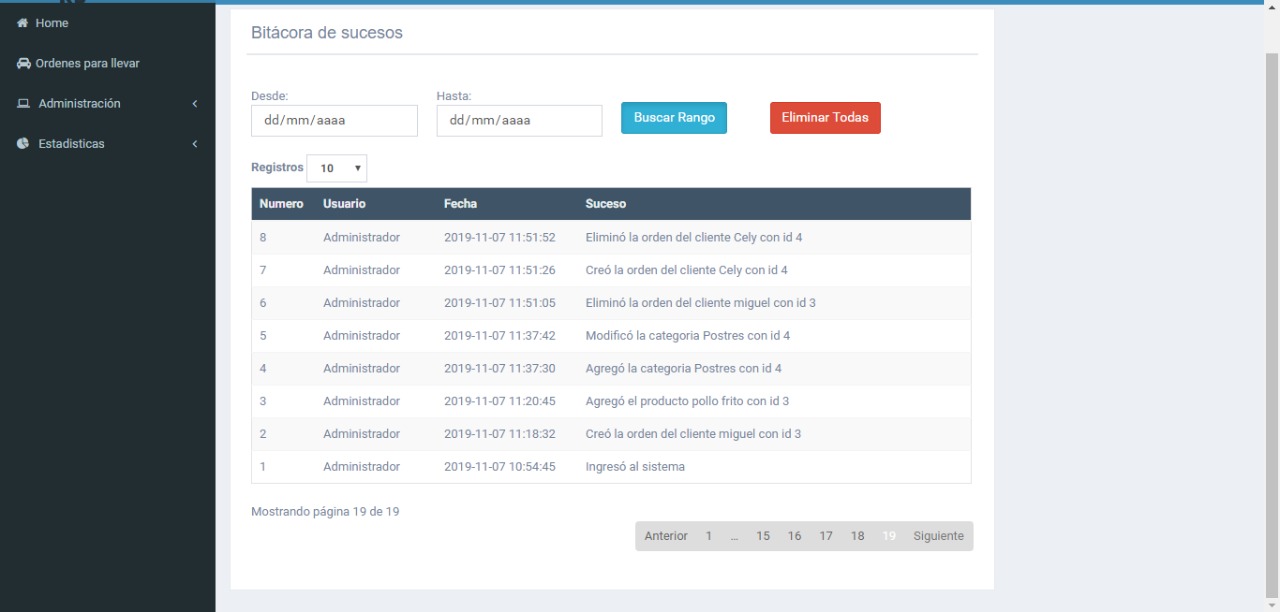 Home
Ordenes para llevar
Administración
Estadisticas
Bitácora de sucesos
Desde: Hasta:
dd/mm/aaaa dd/mm/aaaa Buscar Rango Eliminar Todas
Registros 10
Numero Usuario Fecha Suceso
8 Administrador 2019-11-07 11:51:52 Eliminó la orden del cliente Cely con id 4
7 Administrador 2019-11-07 11:51:26 Creó la orden del cliente Cely con id 4
6 Administrador 2019-11-07 11:51:05 Eliminó la orden del cliente miguel con id 3
5 Administrador 2019-11-07 11:37:42 Modificó la categoria Postres con id 4
4 Administrador 2019-11-07 11:37:30 Agregó la categoria Postres con id 4
3 Administrador 2019-11-07 11:20:45 Agregó el producto pollo frito con id 3
2 Administrador 2019-11-07 11:18:32 Creó la orden del cliente miguel con id 3
1 Administrador 2019-11-07 10:54:45 Ingresó al sistema
Mostrando página 19 de 19
Anterior 1 ... 15 16 17 18 19 Siguiente